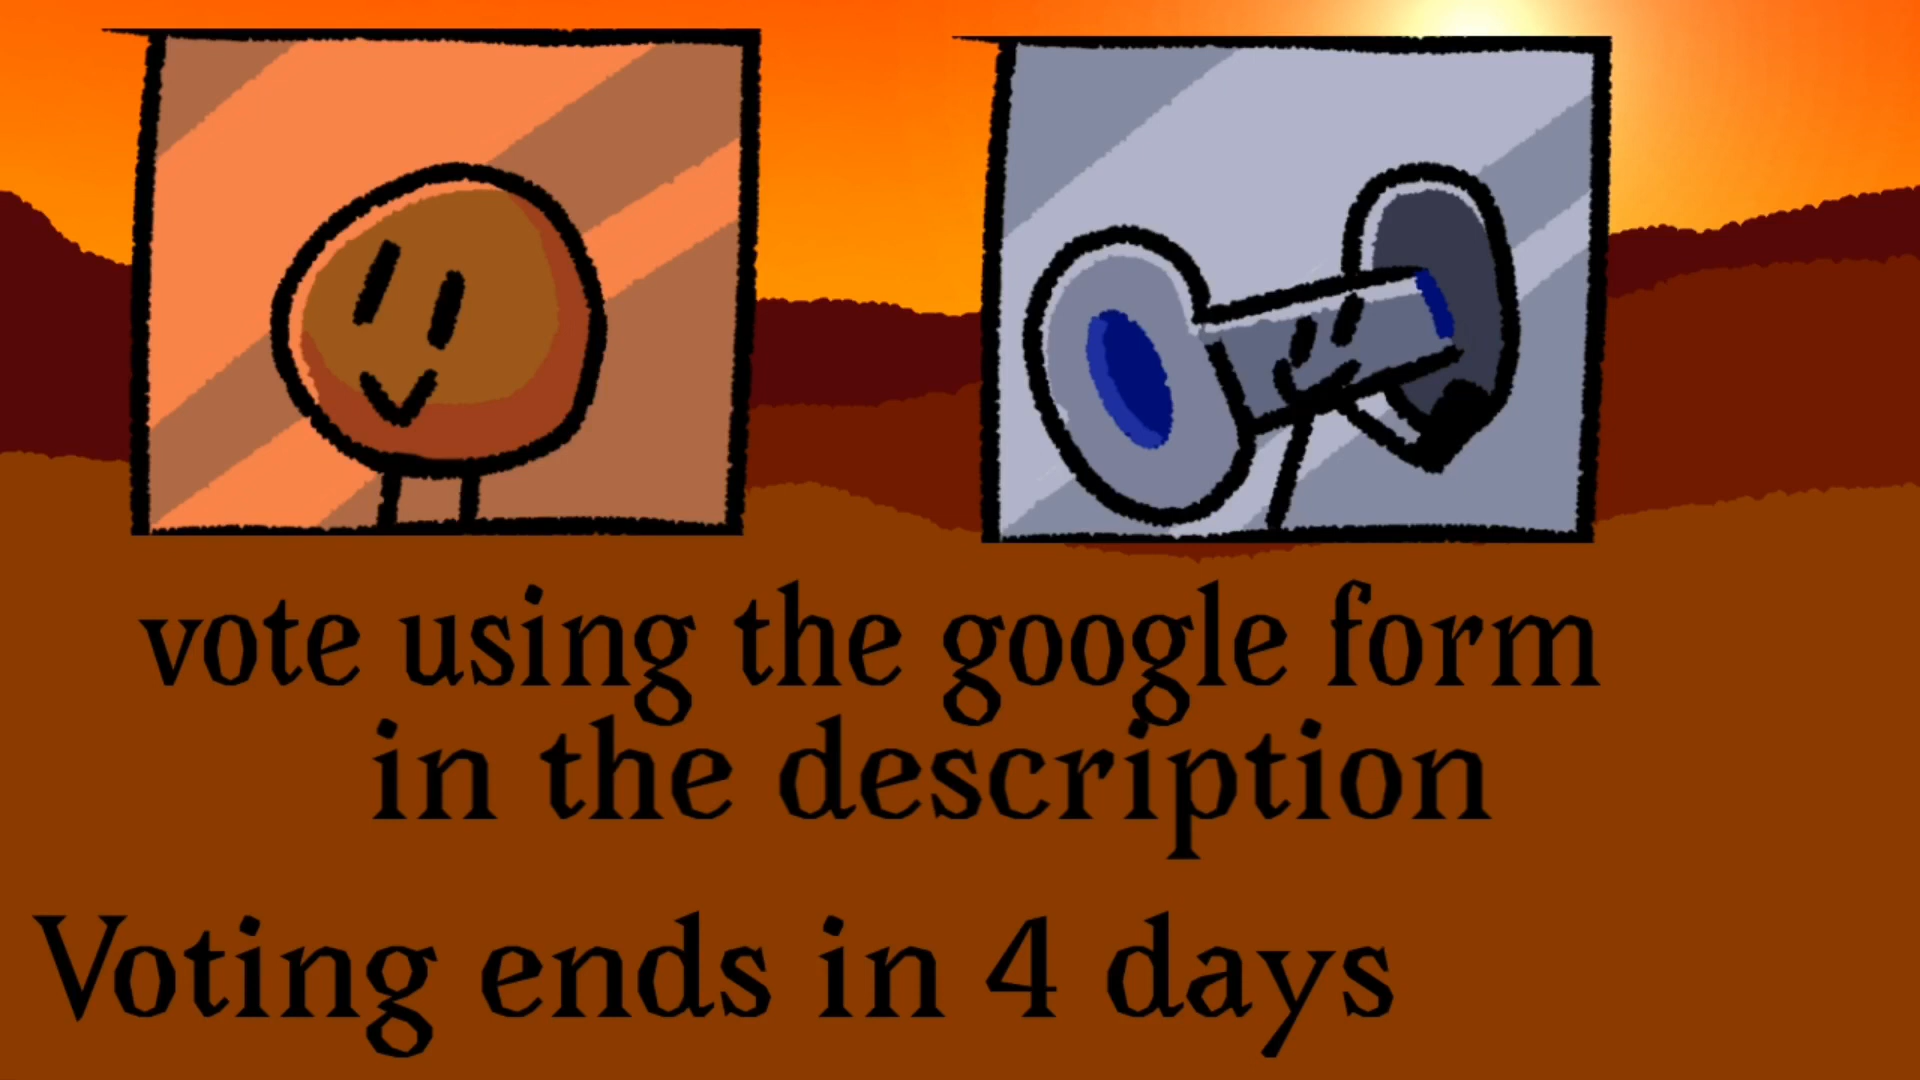 vote using the google form
in the description
Voting ends in 4 days